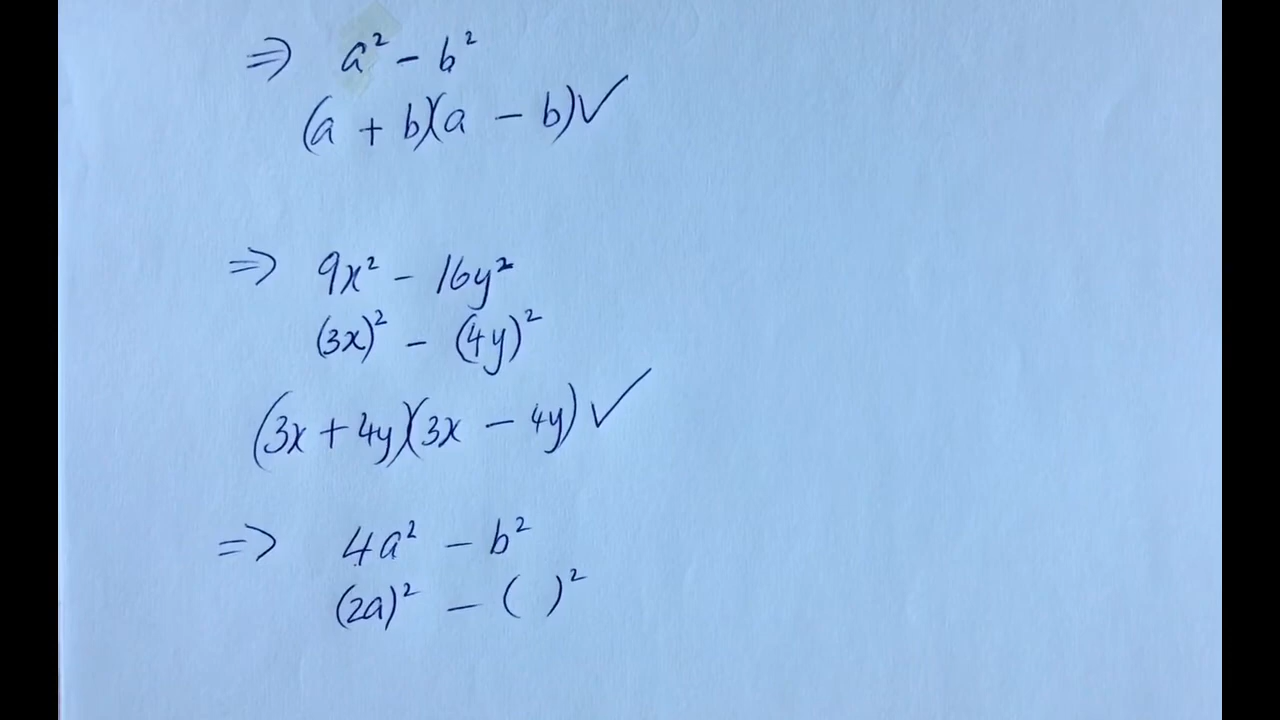 ⇒ a² - b²
(a + b)(a - b)✓
⇒ 9x² - 16y²
(3x)² - (4y)²
(3x + 4y)(3x - 4y)✓
⇒ 4a² - b²
(2a)² - ( )²